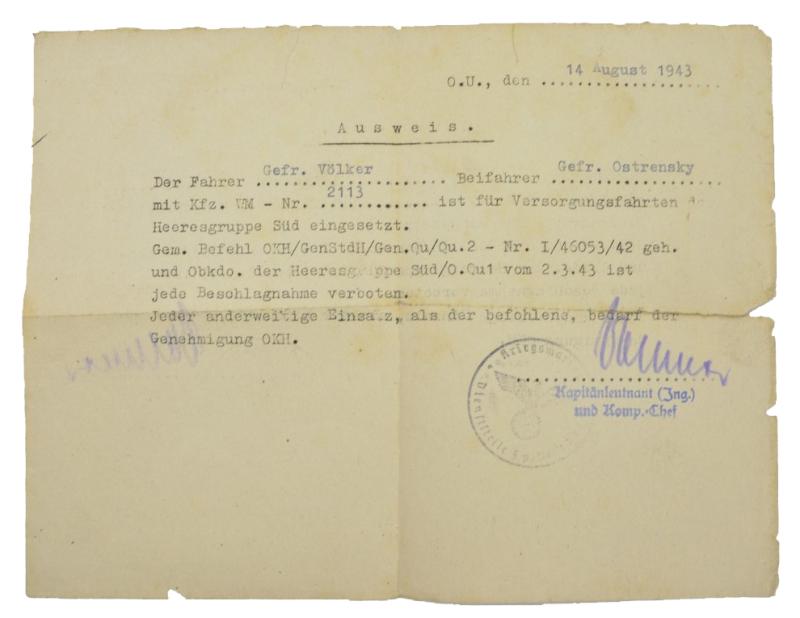 O.U., den 14 August 1943
Ausweis.
Der Fahrer Gefr. Völker Beifahrer Gefr. Ostrensky
mit Kfz. WM - Nr. 2113 ist für Versorgungsfahrten
Heeresgruppe Süd eingesetzt.
Gem. Befehl OKH/GenStdH/Gen.Qu/Qu.2 - Nr. I/46053/42 geh.
und Obkdo. der Heeresgruppe Süd/O.Qu1 vom 2.3.43 ist
jede Beschlagnahme verboten.
Jeder anderweitige Einsatz, als der befohlene, bedarf der
Genehmigung OKH.
Kriegsmar
Dienststelle
Kapitänleutnant (Ing.)
und Komp.-Chef